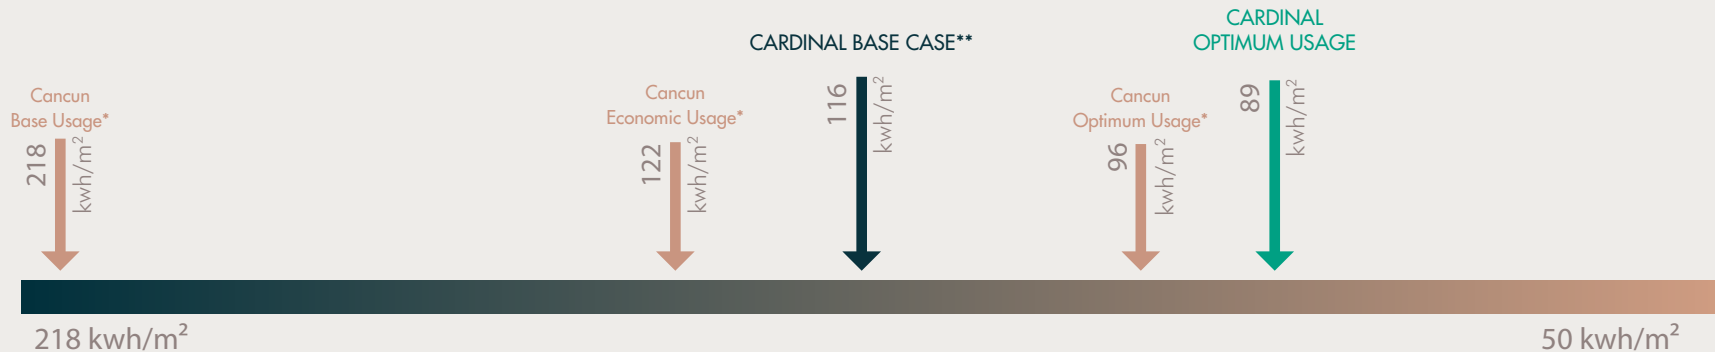 Cancun
Base Usage*
218
kwh/m²
Cancun
Economic Usage*
122
kwh/m²
CARDINAL BASE CASE**
116
kwh/m²
Cancun
Optimum Usage*
96
kwh/m²
CARDINAL
OPTIMUM USAGE
89
kwh/m²
218 kwh/m²
50 kwh/m²